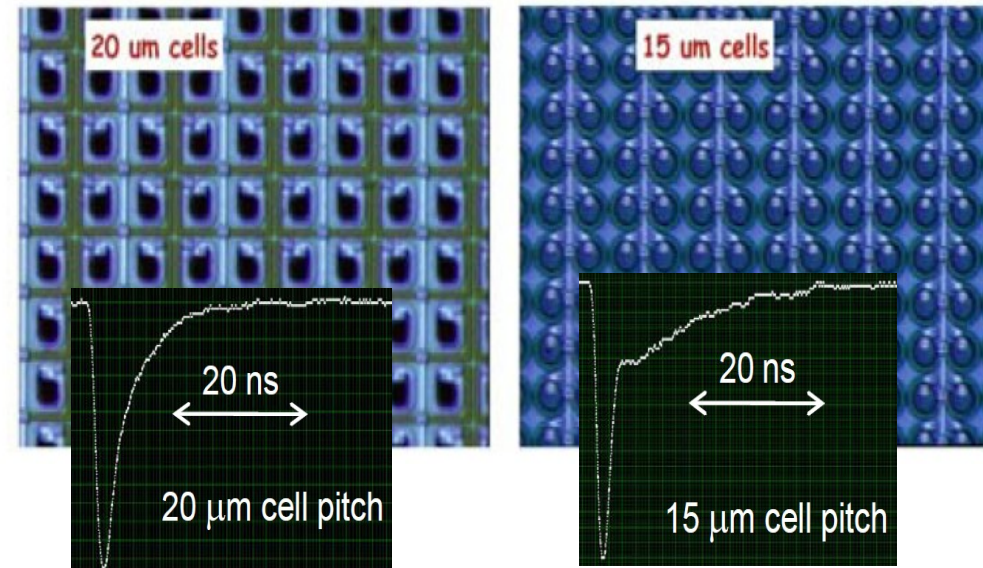 20 um cells
15 um cells
20 ns
20 μm cell pitch
20 ns
15 μm cell pitch